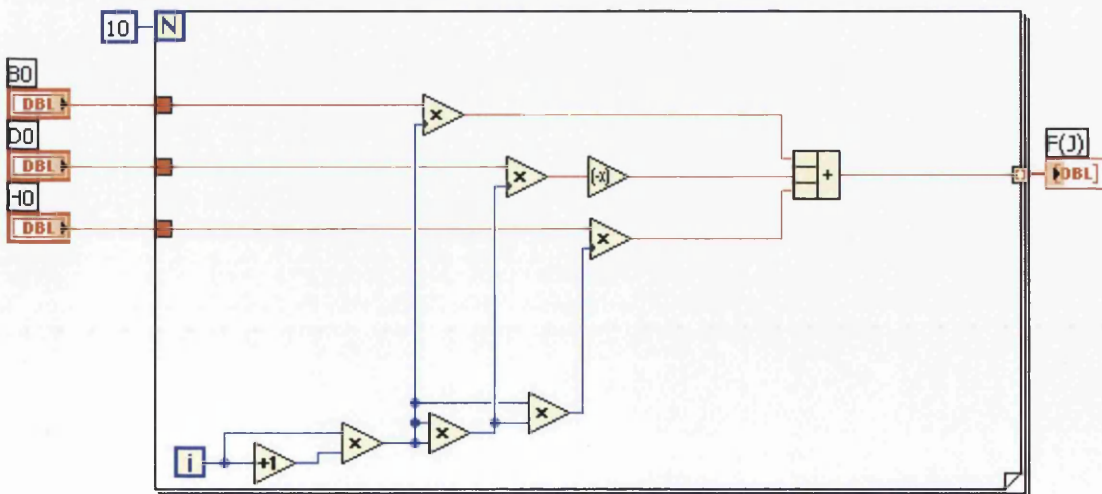 10
N
B0
DBL
D0
DBL
H0
DBL
×
×
(-x)
×
+
F(J)
[DBL]
i
+1
×
×
×